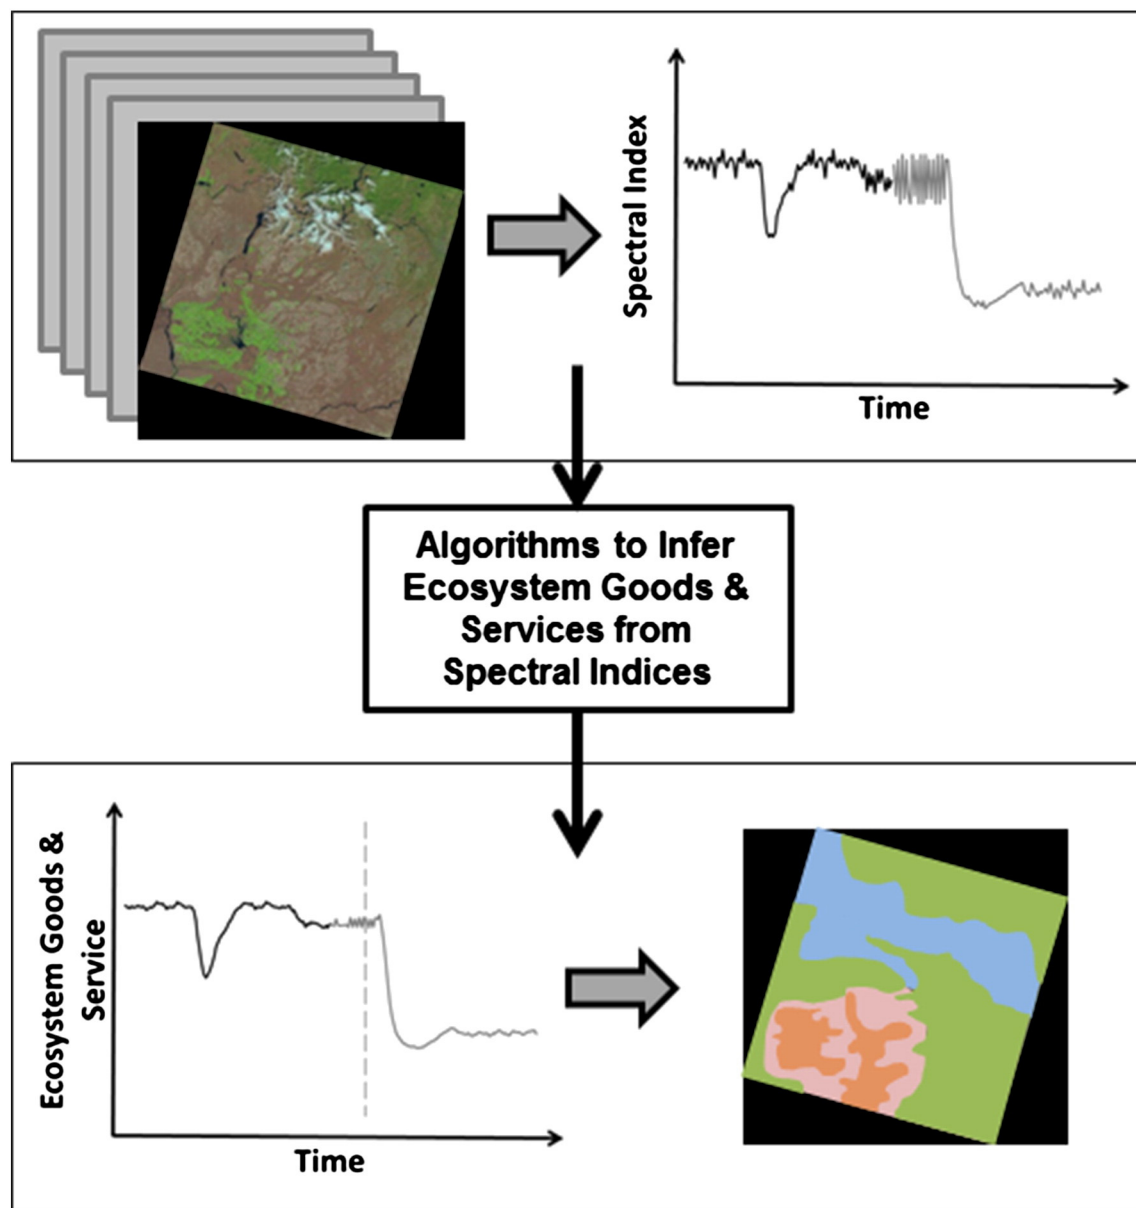 Spectral Index
Time
Algorithms to Infer
Ecosystem Goods &
Services from
Spectral Indices
Ecosystem Goods &
Service
Time